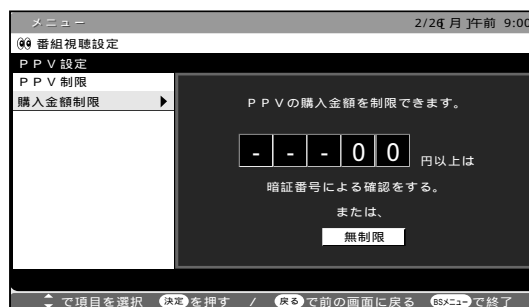 メニュー 2/26[月]午前 9:00
番組視聴設定
PPV設定
PPV制限
購入金額制限
PPVの購入金額を制限できます。
- - - 0 0 円以上は
暗証番号による確認をする。
または、
無制限
で項目を選択 決定を押す / 戻るで前の画面に戻る BSメニューで終了